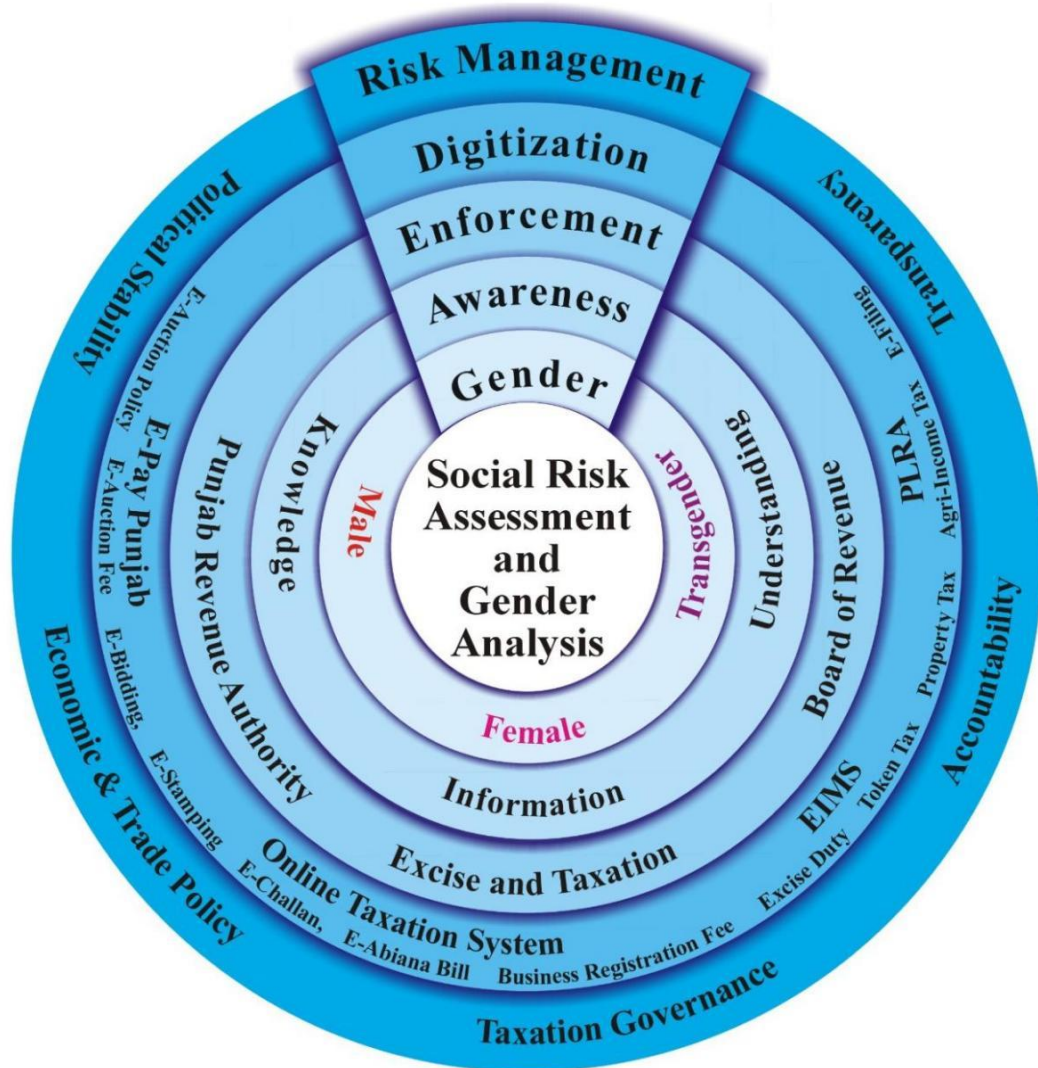 Risk Management
Digitization
Enforcement
Awareness
Gender
Social Risk
Assessment
and
Gender
Analysis
Male
Female
Transgender
Knowledge
Information
Understanding
Punjab Revenue Authority
Excise and Taxation
Board of Revenue
E-Pay Punjab
Online Taxation System
EIMS
PLRA
E-Auction Policy
E-Auction Fee
E-Bidding,
E-Stamping
E-Challan,
E-Abiana Bill
Business Registration Fee
Excise Duty
Token Tax
Property Tax
Agri-Income Tax
E-Filing
Political Stability
Economic & Trade Policy
Taxation Governance
Accountability
Transparency